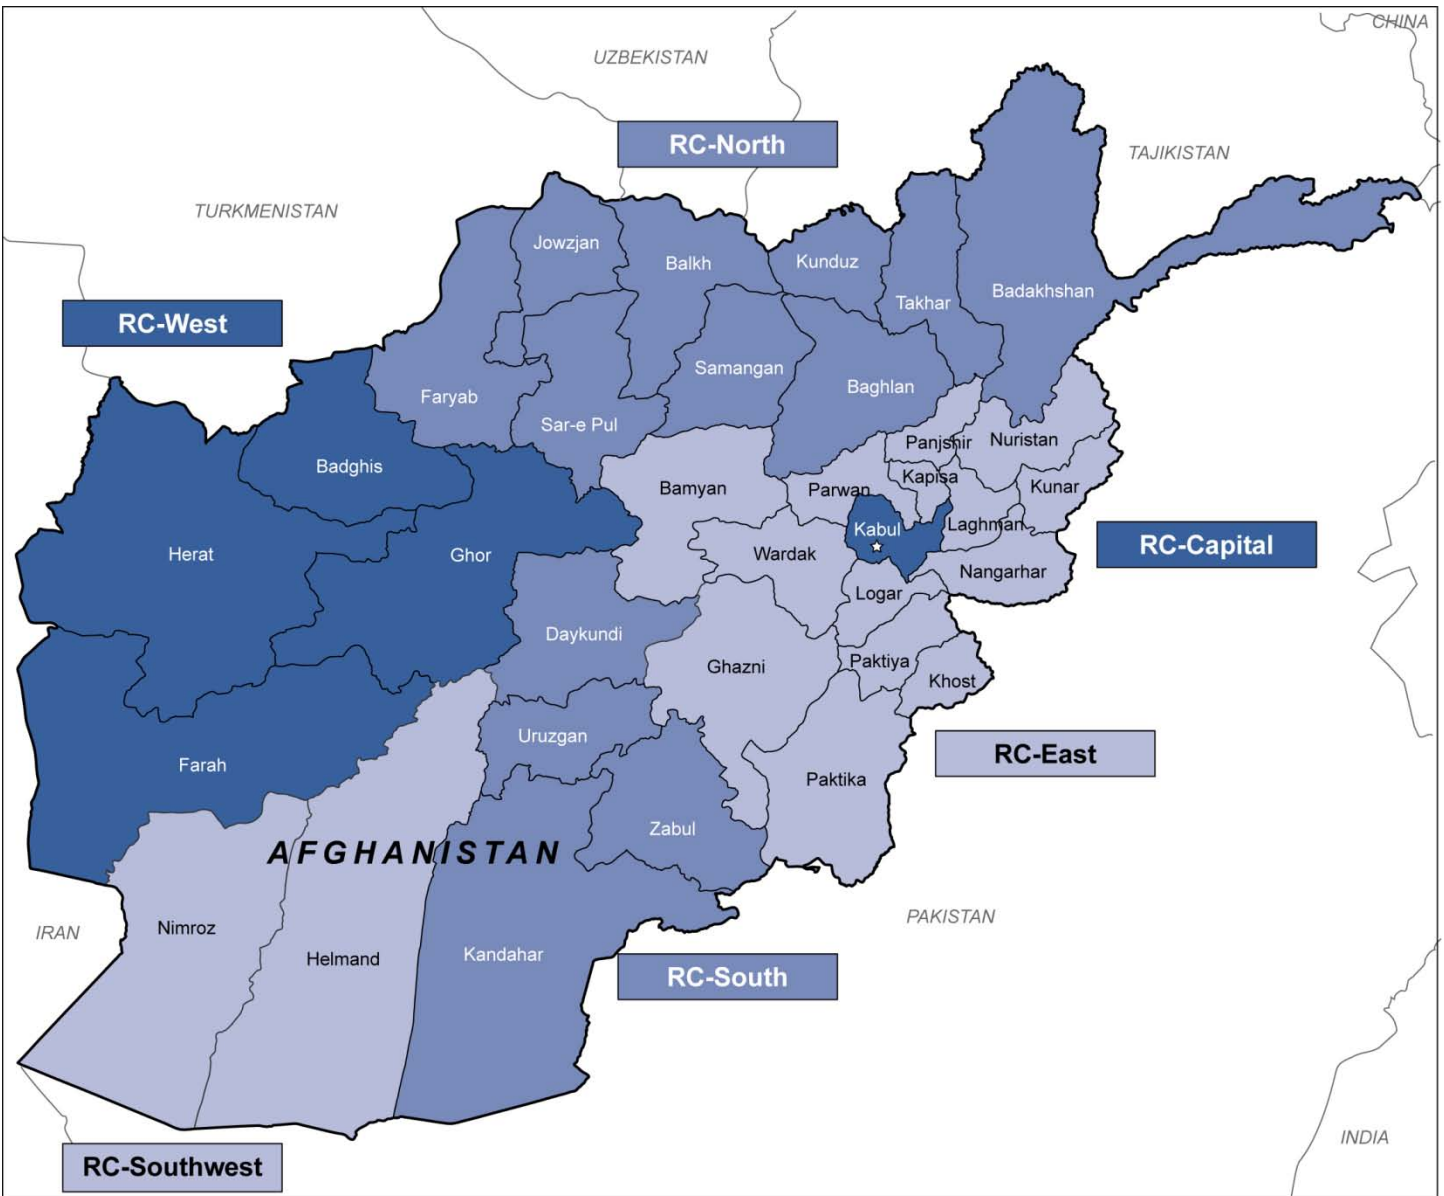 CHINA
UZBEKISTAN
RC-North
TAJIKISTAN
TURKMENISTAN
Jowzjan
Balkh
Kunduz
Takhar
Badakhshan
RC-West
Samangan
Baghlan
Faryab
Sar-e Pul
Panjshir
Nuristan
Badghis
Kapisa
Kunar
Bamyan
Parwan
Laghman
Kabul
RC-Capital
Herat
Ghor
Wardak
Nangarhar
Logar
Daykundi
Ghazni
Paktiya
Khost
Uruzgan
RC-East
Farah
Paktika
Zabul
AFGHANISTAN
PAKISTAN
IRAN
Nimroz
Helmand
Kandahar
RC-South
INDIA
RC-Southwest